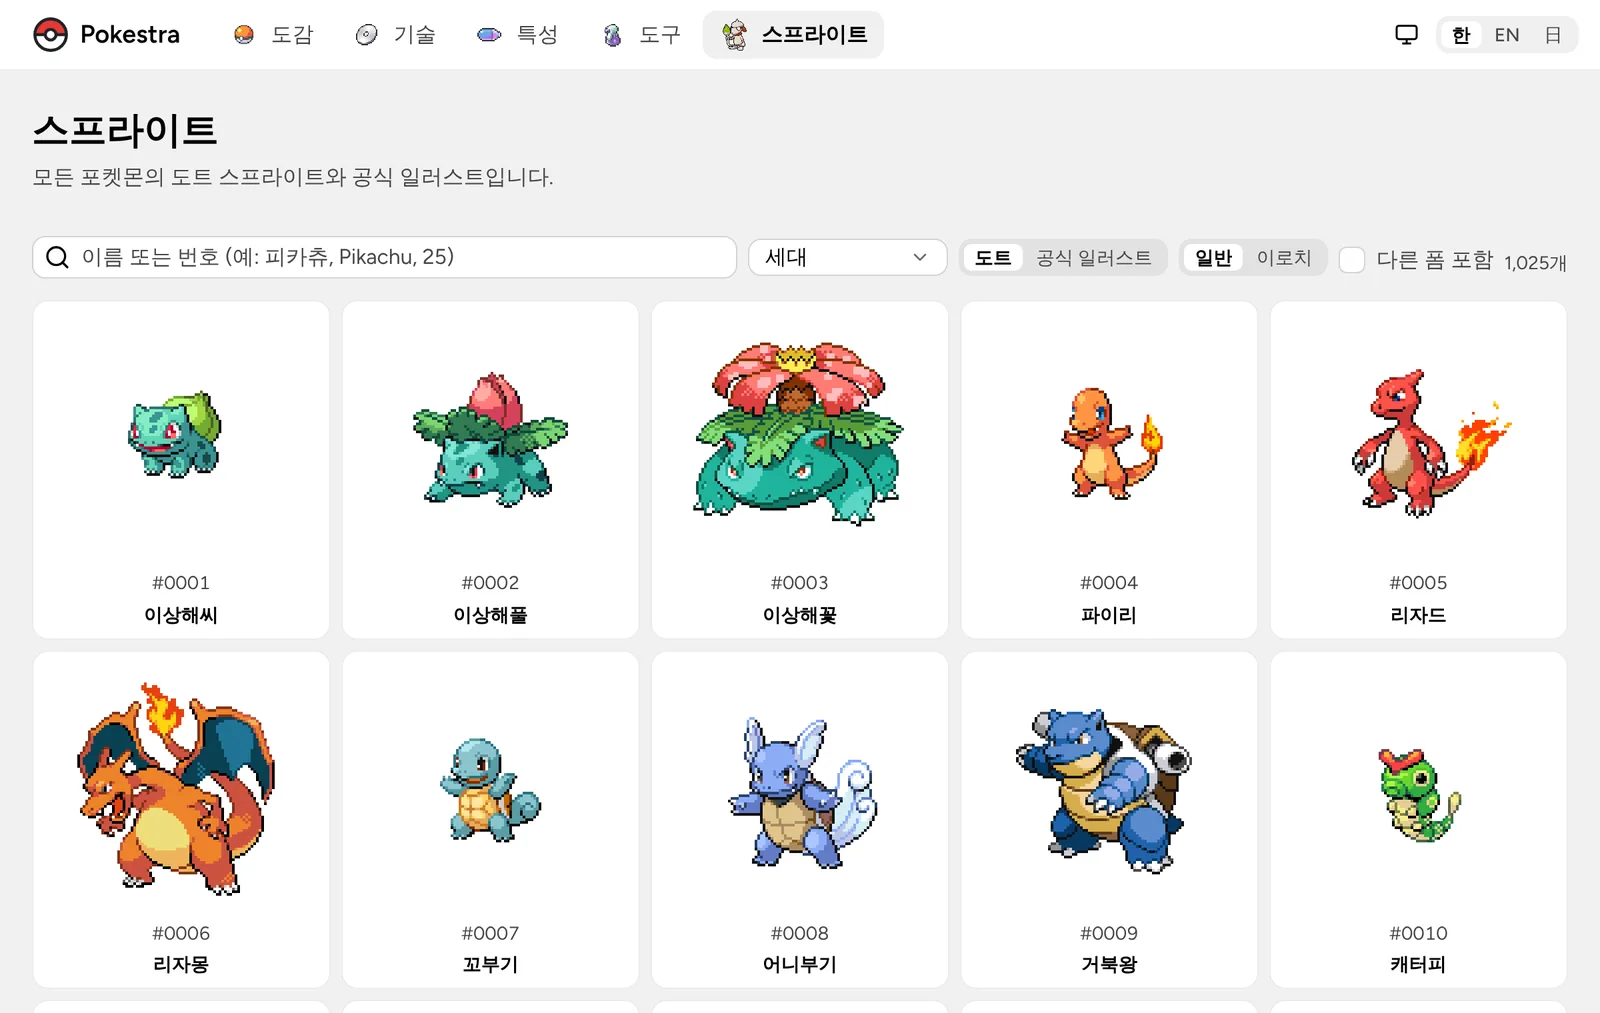 Pokestra 도감 기술 특성 도구 스프라이트 한 EN 日
스프라이트
모든 포켓몬의 도트 스프라이트와 공식 일러스트입니다.
이름 또는 번호 (예: 피카츄, Pikachu, 25) 세대 도트 공식 일러스트 일반 이로치 다른 폼 포함 1,025개
#0001 #0002 #0003 #0004 #0005
이상해씨 이상해풀 이상해꽃 파이리 리자드
#0006 #0007 #0008 #0009 #0010
리자몽 꼬부기 어니부기 거북왕 캐터피